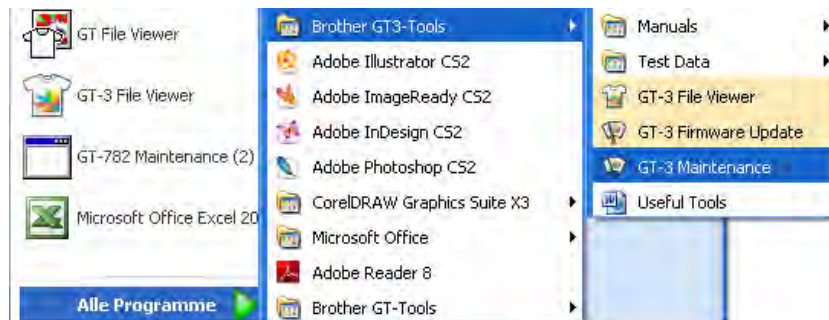 GT File Viewer
GT-3 File Viewer
GT-782 Maintenance (2)
Microsoft Office Excel 20
Alle Programme
Brother GT3-Tools
Adobe Illustrator CS2
Adobe ImageReady CS2
Adobe InDesign CS2
Adobe Photoshop CS2
CorelDRAW Graphics Suite X3
Microsoft Office
Adobe Reader 8
Brother GT-Tools
Manuals
Test Data
GT-3 File Viewer
GT-3 Firmware Update
GT-3 Maintenance
Useful Tools